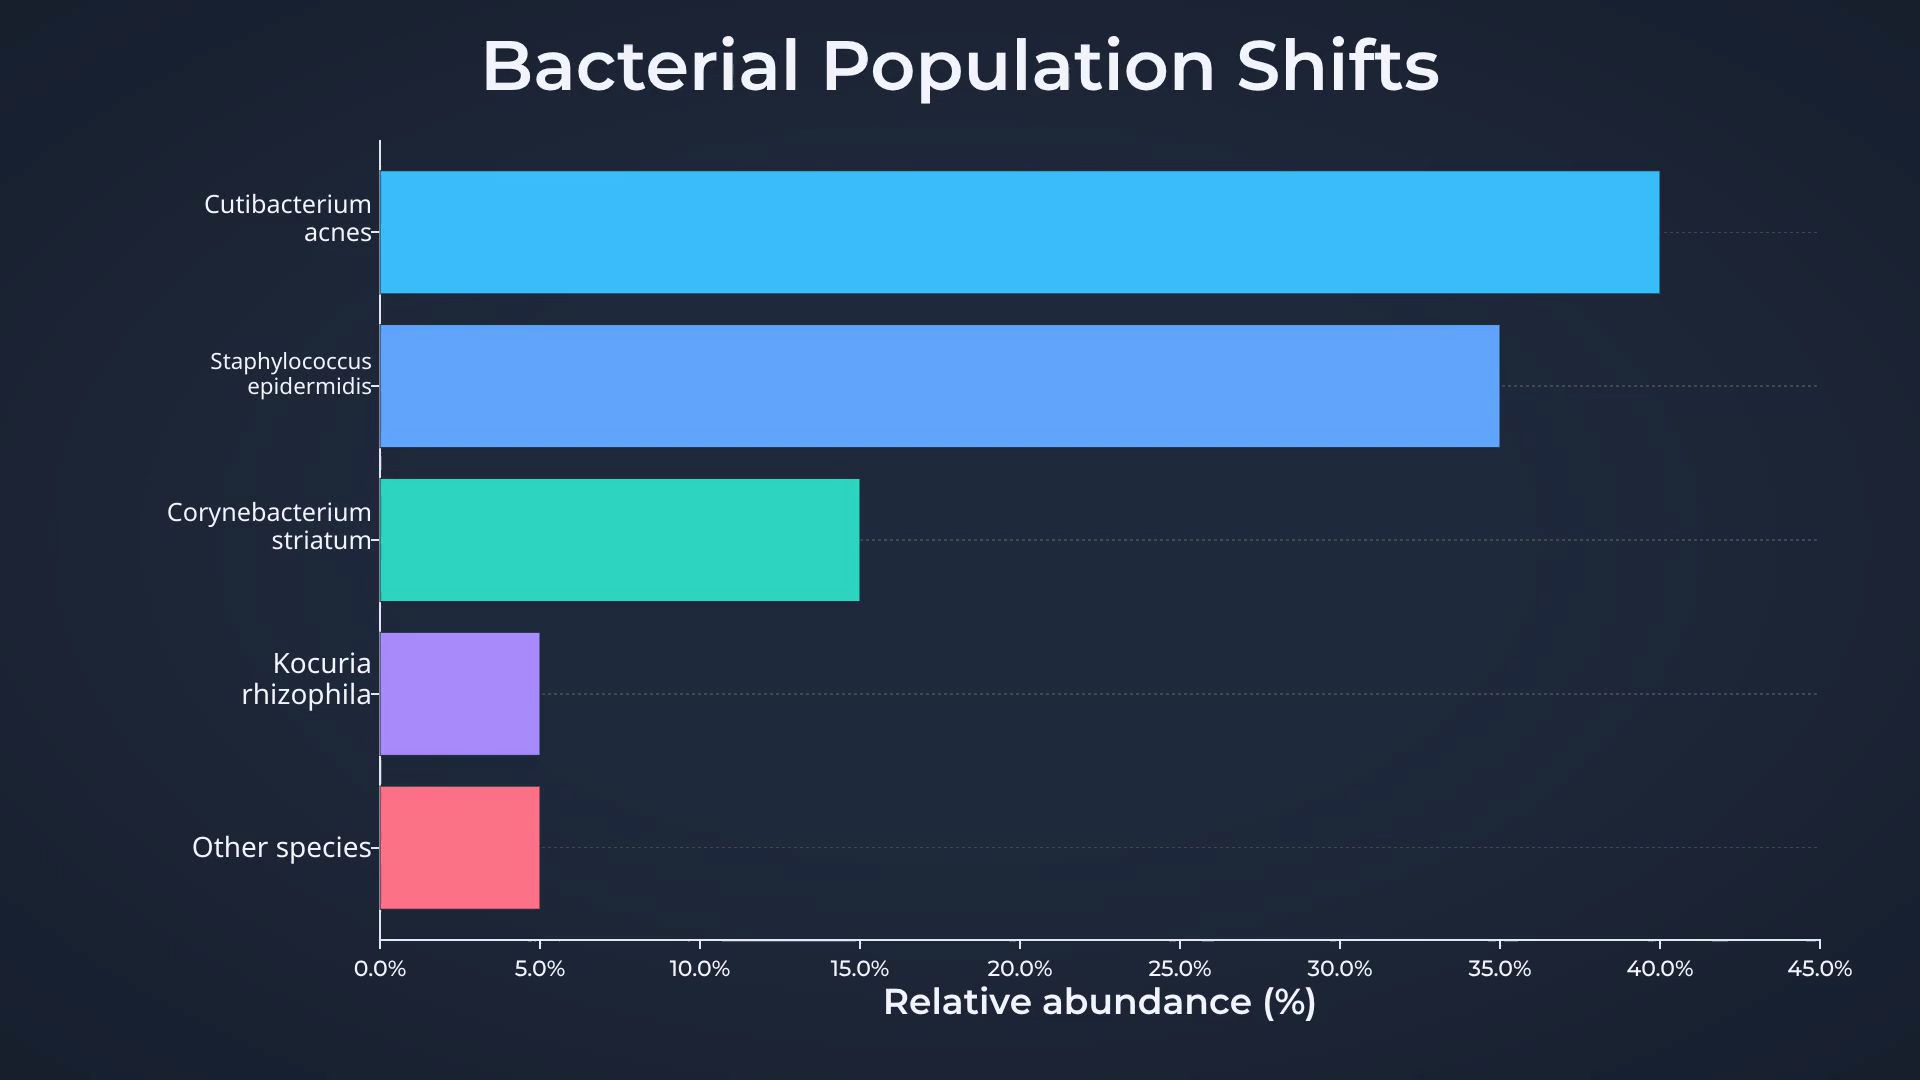 Bacterial Population Shifts
Cutibacterium
acnes
Staphylococcus
epidermidis
Corynebacterium
striatum
Kocuria
rhizophila
Other species
0.0% 5.0% 10.0% 15.0% 20.0% 25.0% 30.0% 35.0% 40.0% 45.0%
Relative abundance (%)